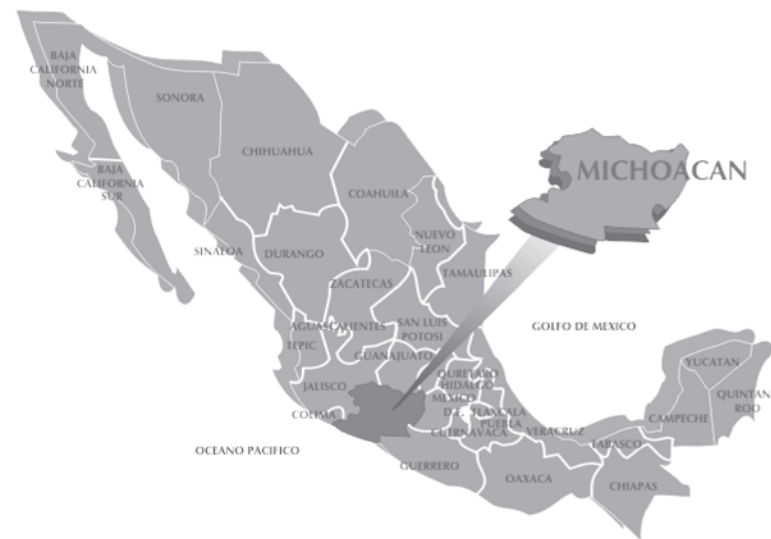 BAJA
CALIFORNIA
NORTE
SONORA
CHIHUAHUA
MICHOACAN
BAJA
CALIFORNIA
SUR
COAHUILA
SINALOA
DURANGO
NUEVO
LEON
TAMAULIPAS
ZACATECAS
AGUASCALIENTES
SAN LUIS
POTOSI
GOLFO DE MEXICO
TEPIC
GUANAJUATO
YUCATAN
QURETARO
HIDALGO
JALISCO
MEXICO
QUINTAN
ROO
COLIMA
D.F.
TLAXCALA
PUEBLA
CAMPECHE
CUERNAVACA
VERACRUZ
TABASCO
OCEANO PACIFICO
GUERRERO
OAXACA
CHIAPAS